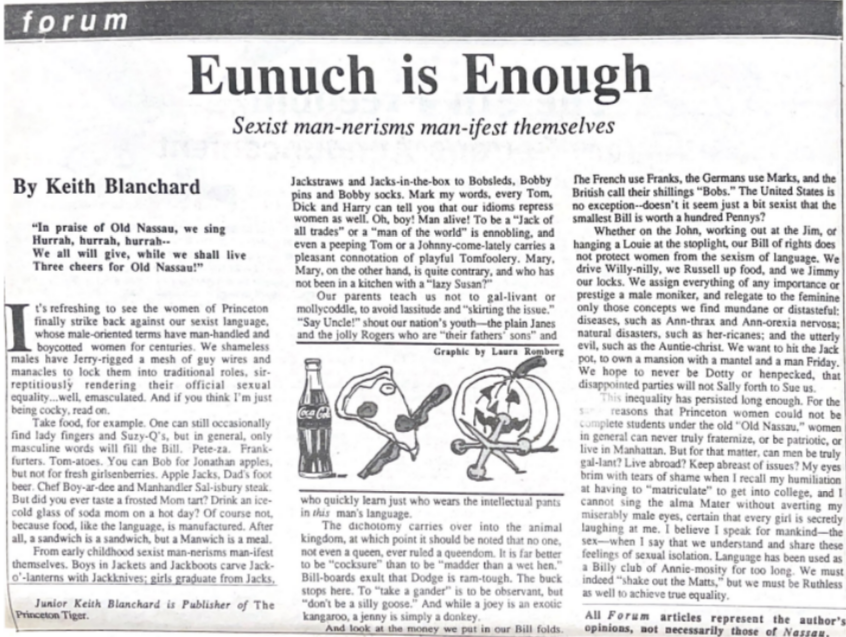 forum
Eunuch is Enough
Sexist man-nerisms man-ifest themselves
By Keith Blanchard
"In praise of Old Nassau, we sing
Hurrah, hurrah, hurrah--
We all will give, while we shall live
Three cheers for Old Nassau!"
It's refreshing to see the women of Princeton
finally strike back against our sexist language,
whose male-oriented terms have man-handled and
boycotted women for centuries. We shameless
males have Jerry-rigged a mesh of guy wires and
manacles to lock them into traditional roles, sir-
reptitiously rendering their official sexual
equality...well, emasculated. And if you think I'm just
being cocky, read on.
Take food, for example. One can still occasionally
find lady fingers and Suzy-Q's, but in general, only
masculine words will fill the Bill. Pete-za. Frank-
furters. Tom-atoes. You can Bob for Jonathan apples,
but not for fresh girlsenberries. Apple Jacks, Dad's foot
beer. Chef Boy-ar-dee and Manhandler Sal-isbury steak.
But did you ever taste a frosted Mom tart? Drink an ice-
cold glass of soda mom on a hot day? Of course not,
because food, like the language, is manufactured. After
all, a sandwich is a sandwich, but a Manwich is a meal.
From early childhood sexist man-nerisms man-ifest
themselves. Boys in Jackets and Jackboots carve Jack-
o'-lanterns with Jackknives; girls graduate from Jacks,
Junior Keith Blanchard is Publisher of The
Princeton Tiger.
Jackstraws and Jacks-in-the-box to Bobsleds, Bobby
pins and Bobby socks. Mark my words, every Tom,
Dick and Harry can tell you that our idioms repress
women as well. Oh, boy! Man alive! To be a "Jack of
all trades" or a "man of the world" is ennobling, and
even a peeping Tom or a Johnny-come-lately carries a
pleasant connotation of playful Tomfoolery. Mary,
Mary, on the other hand, is quite contrary, and who has
not been in a kitchen with a "lazy Susan?"
Our parents teach us not to gal-livant or
mollycoddle, to avoid lassitude and "skirting the issue."
"Say Uncle!" shout our nation's youth—the plain Janes
and the jolly Rogers who are "their fathers' sons" and
Graphic by Laura Romberg
Coca-Cola
who quickly learn just who wears the intellectual pants
in this man's language.
The dichotomy carries over into the animal
kingdom, at which point it should be noted that no one,
not even a queen, ever ruled a queendom. It is far better
to be "cocksure" than to be "madder than a wet hen."
Bill-boards exult that Dodge is ram-tough. The buck
stops here. To "take a gander" is to be observant, but
"don't be a silly goose." And while a joey is an exotic
kangaroo, a jenny is simply a donkey.
And look at the money we put in our Bill folds.
The French use Franks, the Germans use Marks, and the
British call their shillings "Bobs." The United States is
no exception--doesn't it seem just a bit sexist that the
smallest Bill is worth a hundred Pennys?
Whether on the John, working out at the Jim, or
hanging a Louie at the stoplight, our Bill of rights does
not protect women from the sexism of language. We
drive Willy-nilly, we Russell up food, and we Jimmy
our locks. We assign everything of any importance or
prestige a male moniker, and relegate to the feminine
only those concepts we find mundane or distasteful:
diseases, such as Ann-thrax and Ann-orexia nervosa;
natural disasters, such as her-ricanes; and the utterly
evil, such as the Auntie-christ. We want to hit the Jack
pot, to own a mansion with a mantel and a man Friday.
We hope to never be Dotty or henpecked, that
disappointed parties will not Sally forth to Sue us.
This inequality has persisted long enough. For the
reasons that Princeton women could not be
complete students under the old "Old Nassau," women
in general can never truly fraternize, or be patriotic, or
live in Manhattan. But for that matter, can men be truly
gal-lant? Live abroad? Keep abreast of issues? My eyes
brim with tears of shame when I recall my humiliation
at having to "matriculate" to get into college, and I
cannot sing the alma Mater without averting my
miserably male eyes, certain that every girl is secretly
laughing at me. I believe I speak for mankind—the
sex—when I say that we understand and share these
feelings of sexual isolation. Language has been used as
a Billy club of Annie-mosity for too long. We must
indeed "shake out the Matts," but we must be Ruthless
as well to achieve true equality.
All Forum articles represent the author's
opinions, not necessarily those of Nassau.